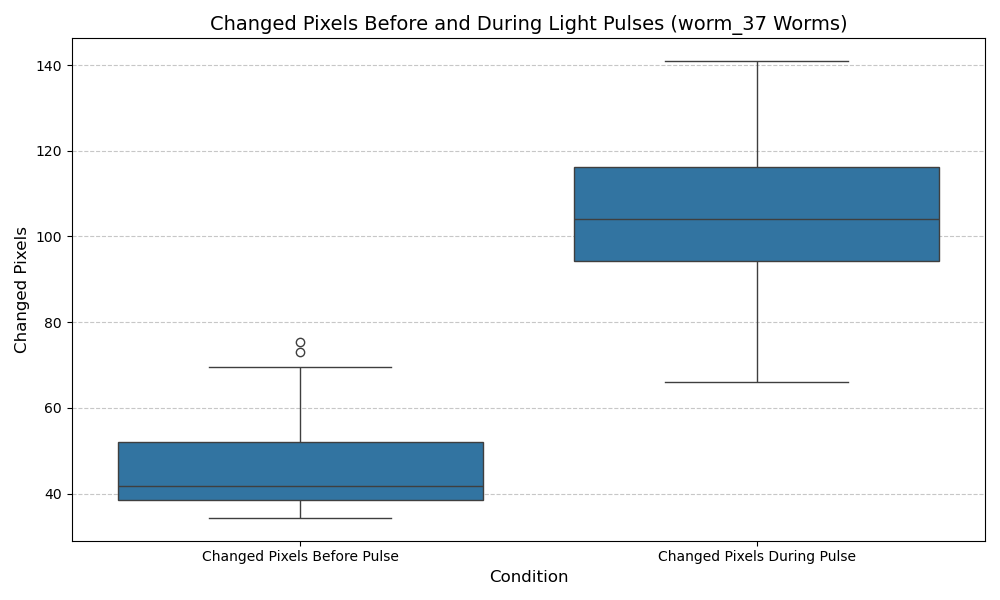 Changed Pixels Before and During Light Pulses (worm_37 Worms)
Changed Pixels
140
120
100
80
60
40
Changed Pixels Before Pulse
Changed Pixels During Pulse
Condition